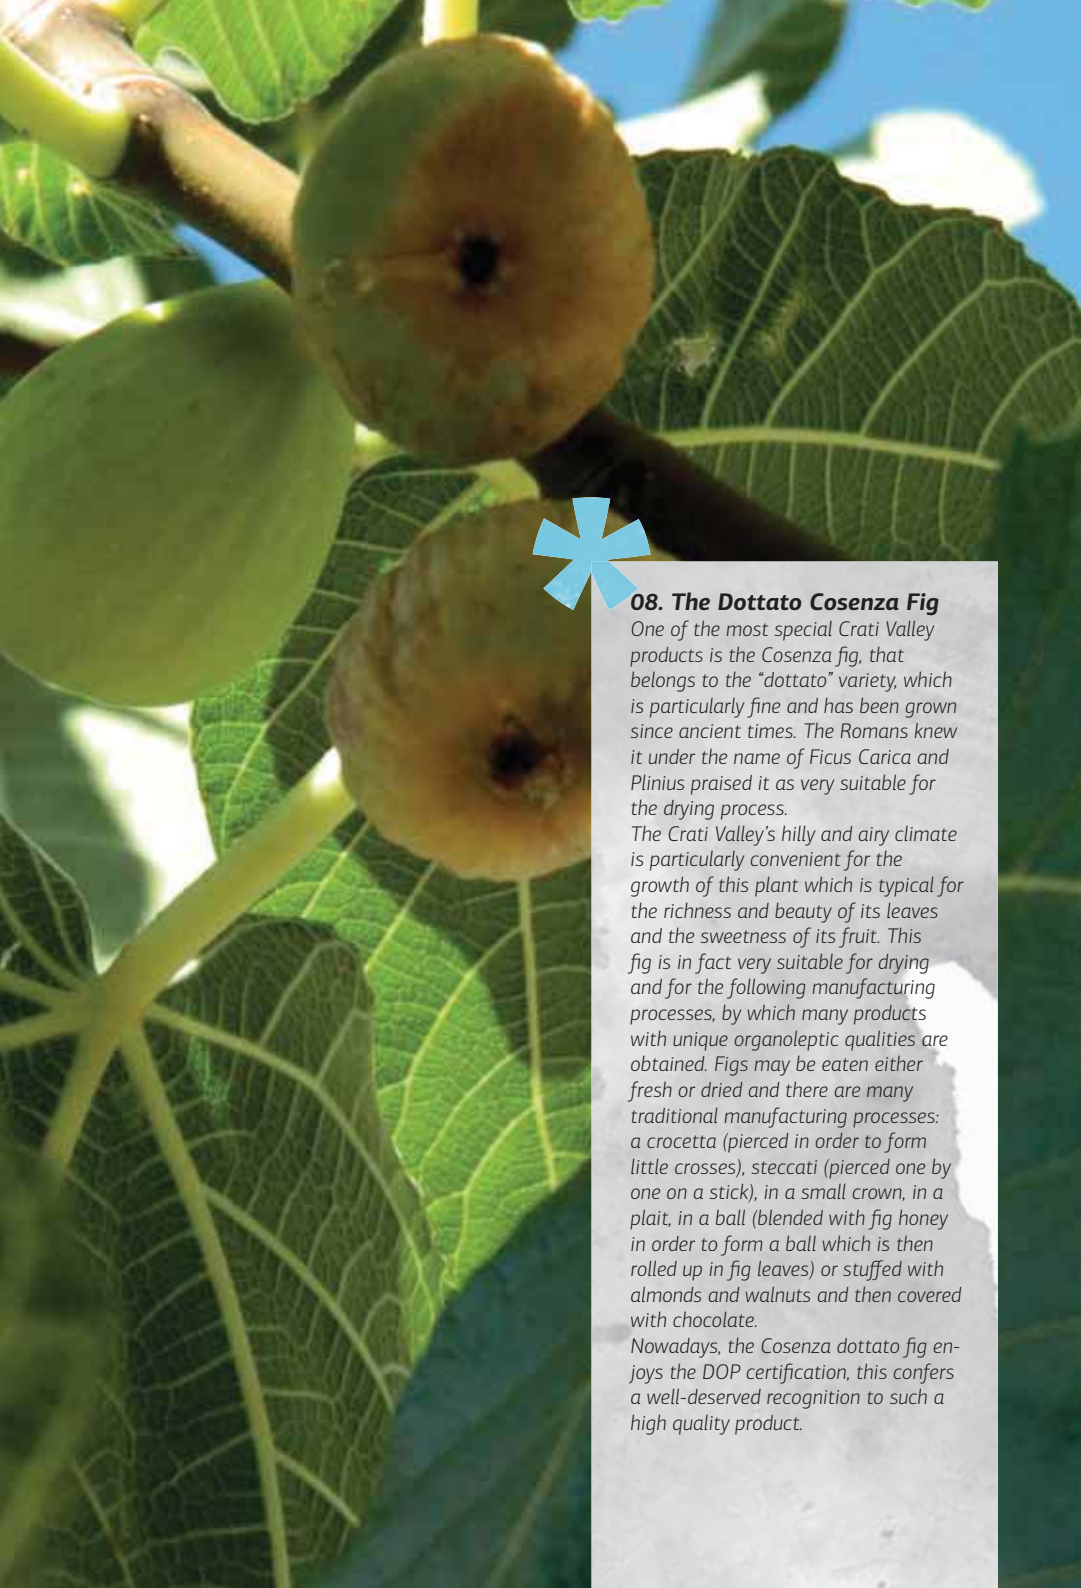 08. The Dottato Cosenza Fig
One of the most special Crati Valley
products is the Cosenza fig, that
belongs to the “dottato” variety, which
is particularly fine and has been grown
since ancient times. The Romans knew
it under the name of Ficus Carica and
Plinius praised it as very suitable for
the drying process.
The Crati Valley’s hilly and airy climate
is particularly convenient for the
growth of this plant which is typical for
the richness and beauty of its leaves
and the sweetness of its fruit. This
fig is in fact very suitable for drying
and for the following manufacturing
processes, by which many products
with unique organoleptic qualities are
obtained. Figs may be eaten either
fresh or dried and there are many
traditional manufacturing processes:
a crocetta (pierced in order to form
little crosses), steccati (pierced one by
one on a stick), in a small crown, in a
plait, in a ball (blended with fig honey
in order to form a ball which is then
rolled up in fig leaves) or stuffed with
almonds and walnuts and then covered
with chocolate.
Nowadays, the Cosenza dottato fig en-
joys the DOP certification, this confers
a well-deserved recognition to such a
high quality product.